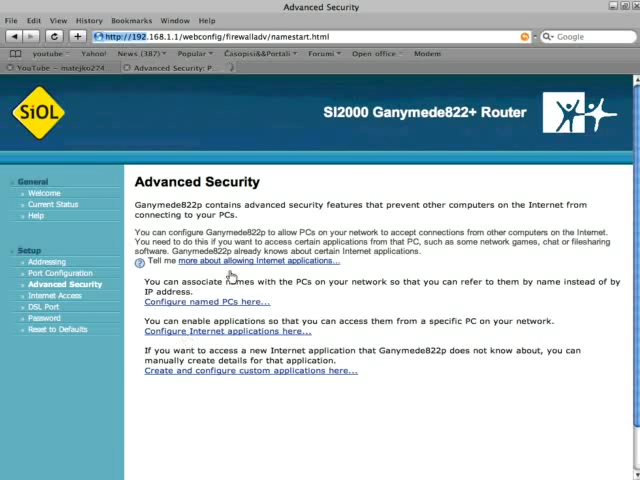 Advanced Security
File Edit View History Bookmarks Window Help
http://192.168.1.1/webconfig/firewalladv/namestart.html
Google
youtube Yahoo News (387) Popular Časopisi&&Portali Forumi Open office Modem
YouTube - matejko274
Advanced Security: P...
SiOL
SI2000 Ganymede822+ Router
General
Welcome
Current Status
Help
Setup
Addressing
Port Configuration
Advanced Security
Internet Access
DSL Port
Password
Reset to Defaults
Advanced Security
Ganymede822p contains advanced security features that prevent other computers on the Internet from
connecting to your PCs.
You can configure Ganymede822p to allow PCs on your network to accept connections from other computers on the Internet.
You need to do this if you want to access certain applications from that PC, such as some network games, chat or filesharing
software. Ganymede822p already knows about certain Internet applications.
? Tell me more about allowing Internet applications...
You can associate names with the PCs on your network so that you can refer to them by name instead of by
IP address.
Configure named PCs here...
You can enable applications so that you can access them from a specific PC on your network.
Configure Internet applications here...
If you want to access a new Internet application that Ganymede822p does not know about, you can
manually create details for that application.
Create and configure custom applications here...